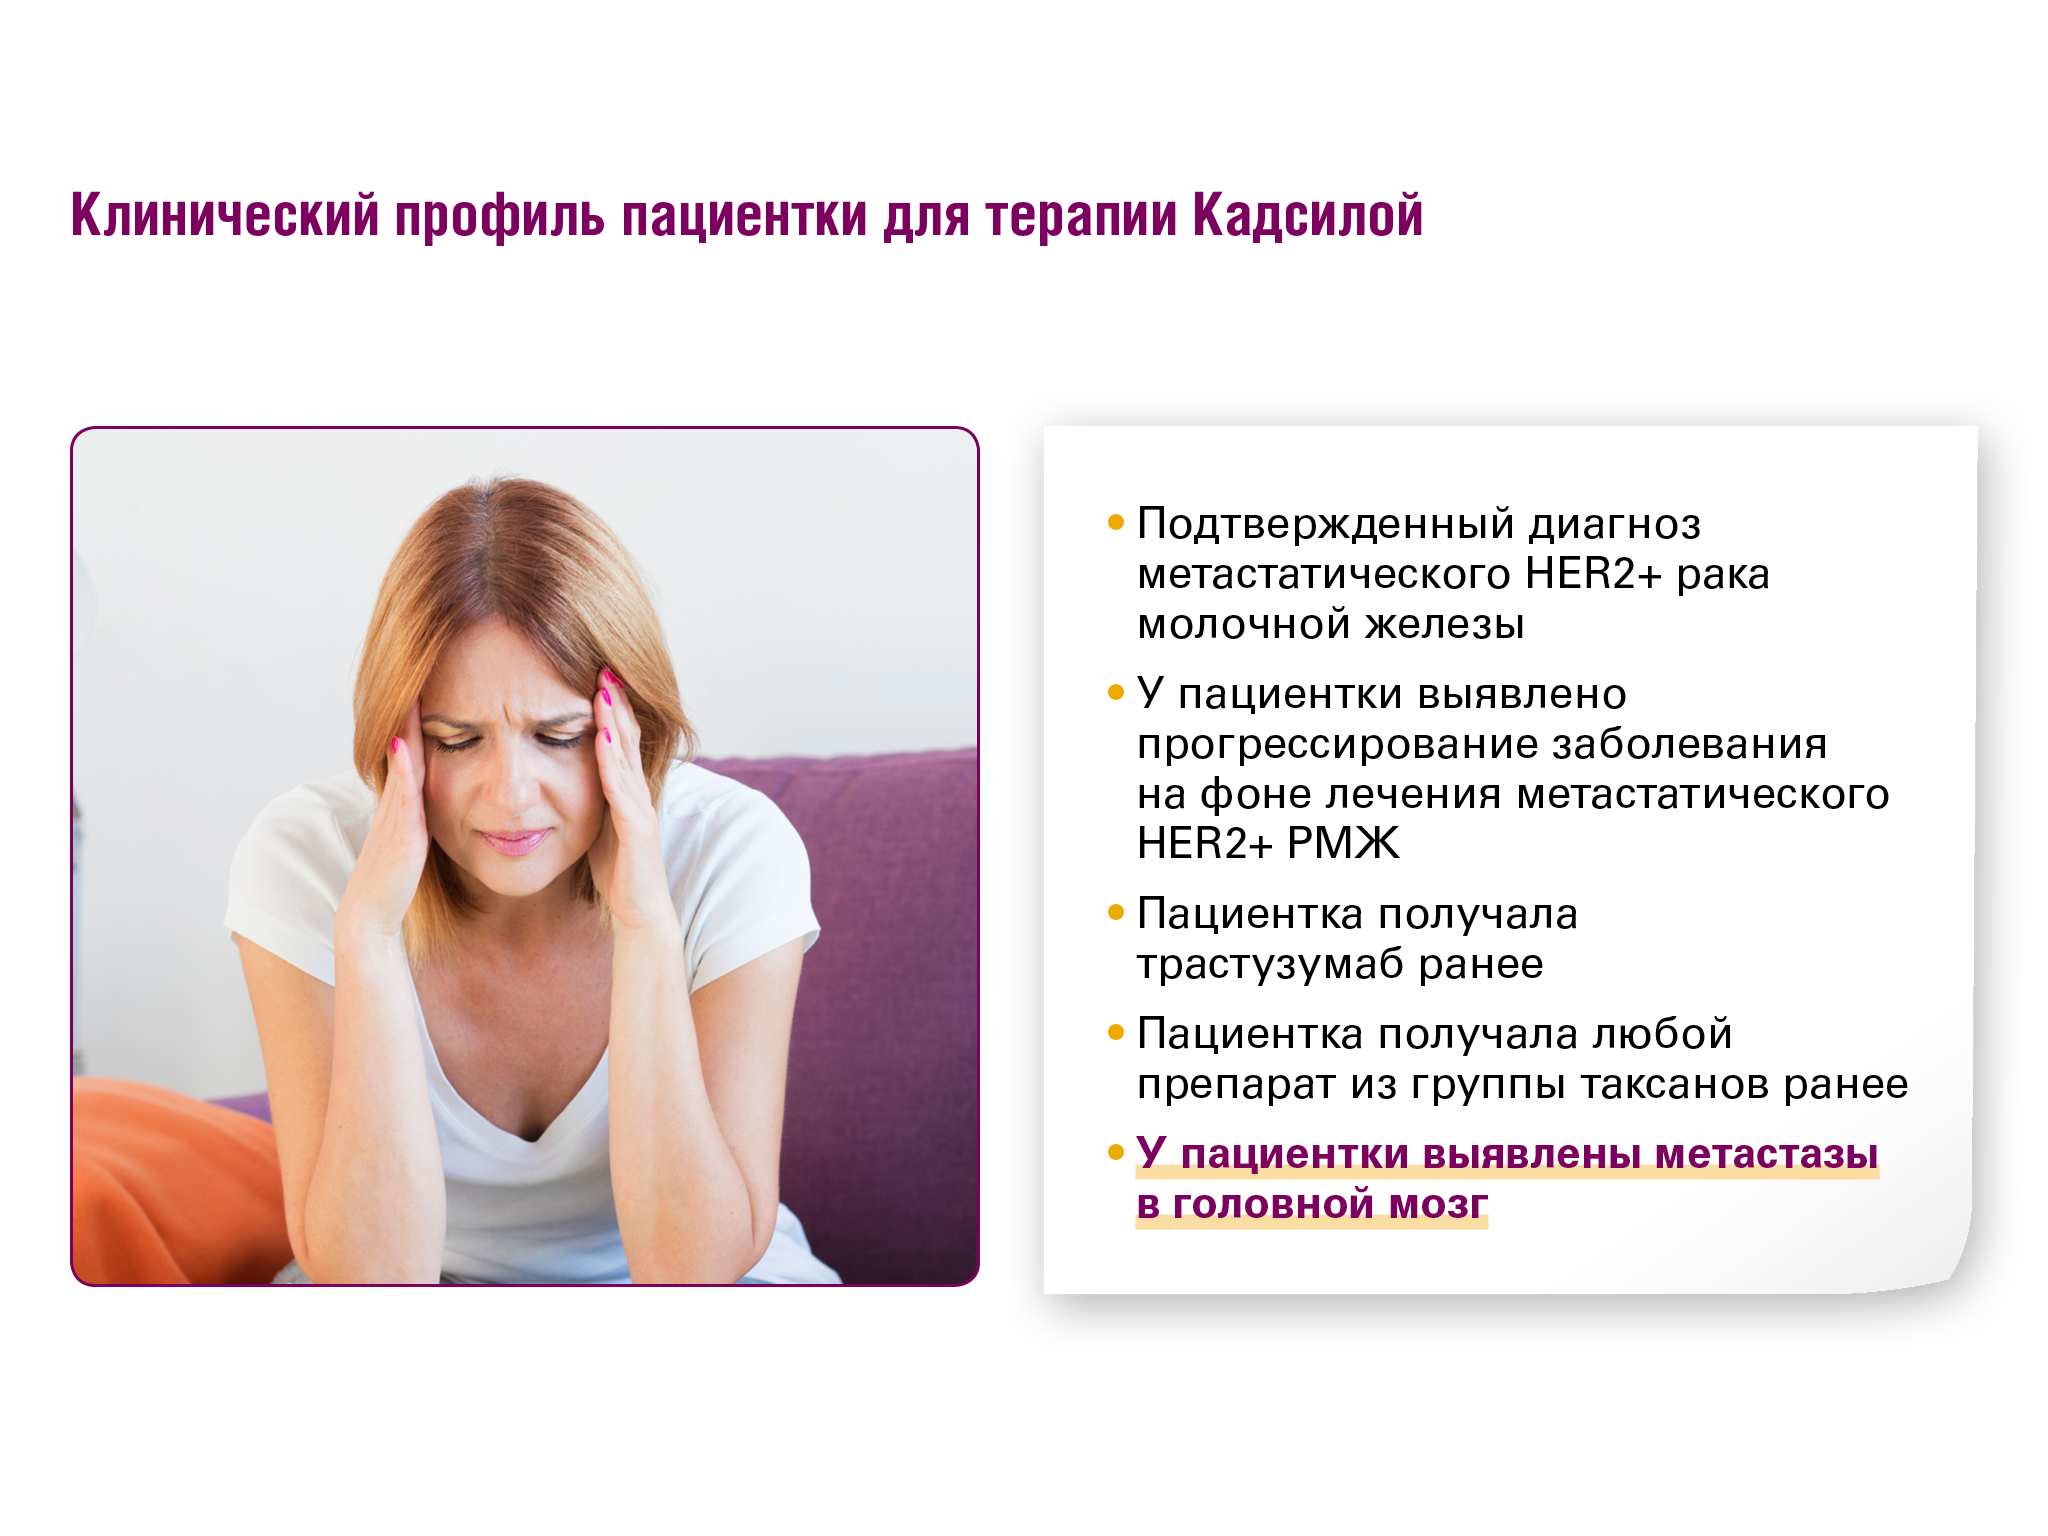 Клинический профиль пациентки для терапии Кадсилой
• Подтвержденный диагноз
метастатического HER2+ рака
молочной железы
• У пациентки выявлено
прогрессирование заболевания
на фоне лечения метастатического
HER2+ РМЖ
• Пациентка получала
трастузумаб ранее
• Пациентка получала любой
препарат из группы таксанов ранее
• У пациентки выявлены метастазы
в головной мозг